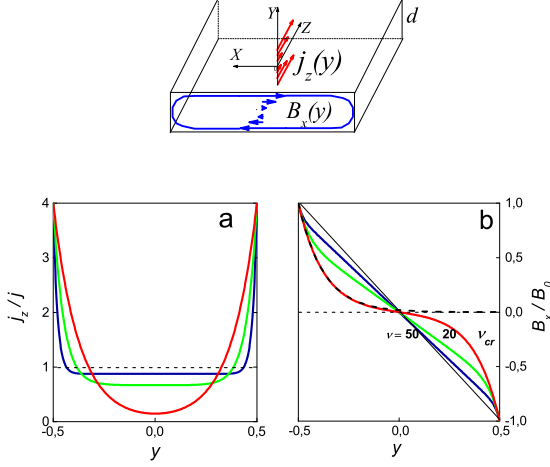 Y
Z
d
X
j_z(y)
B_x(y)
a
b
4
3
2
1
0
j_z / j
-0,5
0,0
0,5
y
1,0
0,5
0,0
-0,5
-1,0
B_x / B_0
ν = 50
20
ν_cr
-0,5
0,0
0,5
y